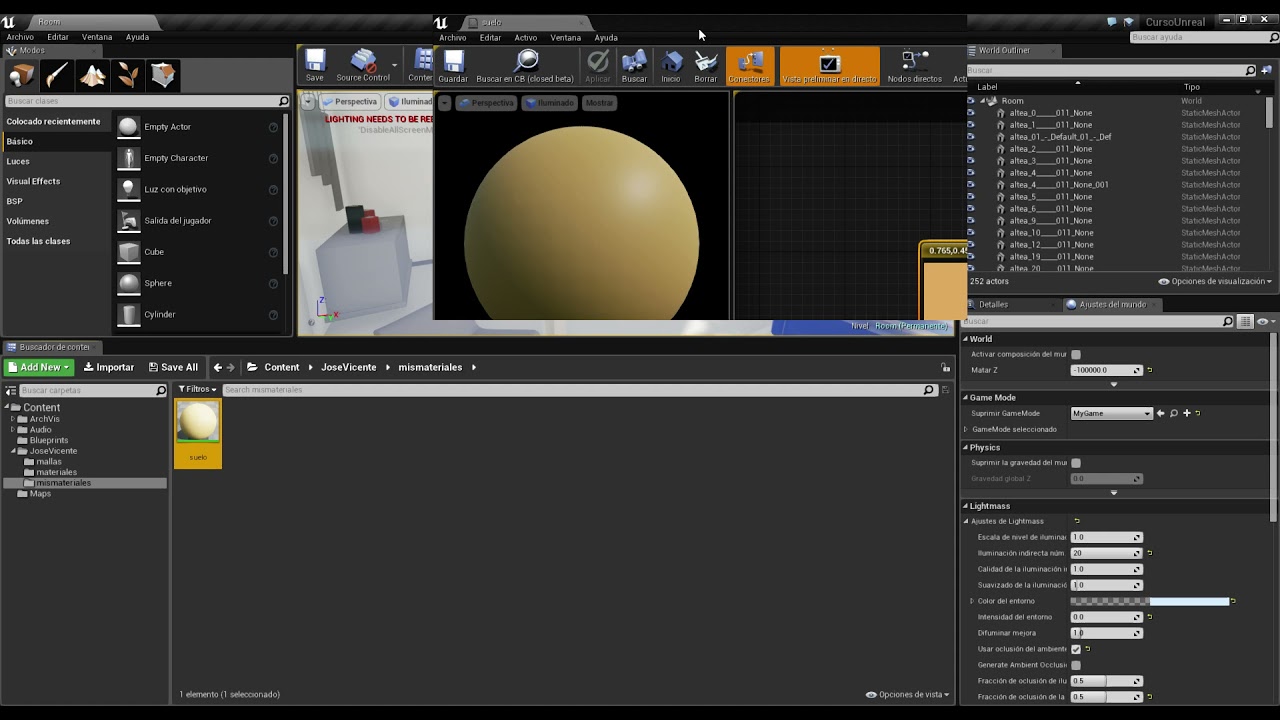 Room
Archivo Editar Ventana Ayuda
Modes
Buscar clases
Colocado recientemente
Básico
Luces
Visual Effects
BSP
Volúmenes
Todas las clases
Empty Actor
Empty Character
Luz con objetivo
Salida del jugador
Cube
Sphere
Cylinder
Save
Source Control
Conten
Perspectiva
Iluminad
LIGHTING NEEDS TO BE RE
'DisableAllScreenM
suelo
Archivo Editar Activo Ventana Ayuda
Guardar
Buscar en CB (closed beta)
Aplicar
Buscar
Inicio
Borrar
Conectores
Vista preliminar en directo
Nodos directos
Perspectiva
Iluminado
Mostrar
Nivel: Room (Permanente)
CursoUnreal
Buscar ayuda
World Outliner
Buscar
Label Tipo
Room World
altea_0_____011_None StaticMeshActor
altea_1_____011_None StaticMeshActor
altea_01_-_Default_01_-_Def StaticMeshActor
altea_2_____011_None StaticMeshActor
altea_3_____011_None StaticMeshActor
altea_4_____011_None StaticMeshActor
altea_4_____011_None_001 StaticMeshActor
altea_5_____011_None StaticMeshActor
altea_6_____011_None StaticMeshActor
altea_9_____011_None StaticMeshActor
altea_10_____011_None StaticMeshActor
altea_12_____011_None StaticMeshActor
altea_19_____011_None StaticMeshActor
altea_20_____011_None StaticMeshActor
252 actors
Opciones de visualización
Detalles
Ajustes del mundo
Buscar
World
Activar composición del mu
Matar Z -100000.0
Game Mode
Suprimir GameMode MyGame
GameMode seleccionado
Physics
Suprimir la gravedad del mu
Gravedad global Z 0.0
Lightmass
Ajustes de Lightmass
Escala de nivel de ilumina 1.0
Iluminación indirecta núm. 20
Calidad de la iluminación i 1.0
Suavizado de la iluminació 1.0
Color del entorno
Intensidad del entorno 0.0
Difuminar mejora 1.0
Usar oclusión del ambiente
Generate Ambient Occlusi
Fracción de oclusión de ilu 0.5
Fracción de oclusión de la 0.5
Buscador de conter
Add New
Importar
Save All
Content
JoseVicente
mismateriales
Buscar carpetas
Filtros
Search mismateriales
Content
ArchVis
Audio
Blueprints
JoseVicente
mallas
materiales
mismateriales
Maps
suelo
1 elemento (1 seleccionado)
Opciones de vista